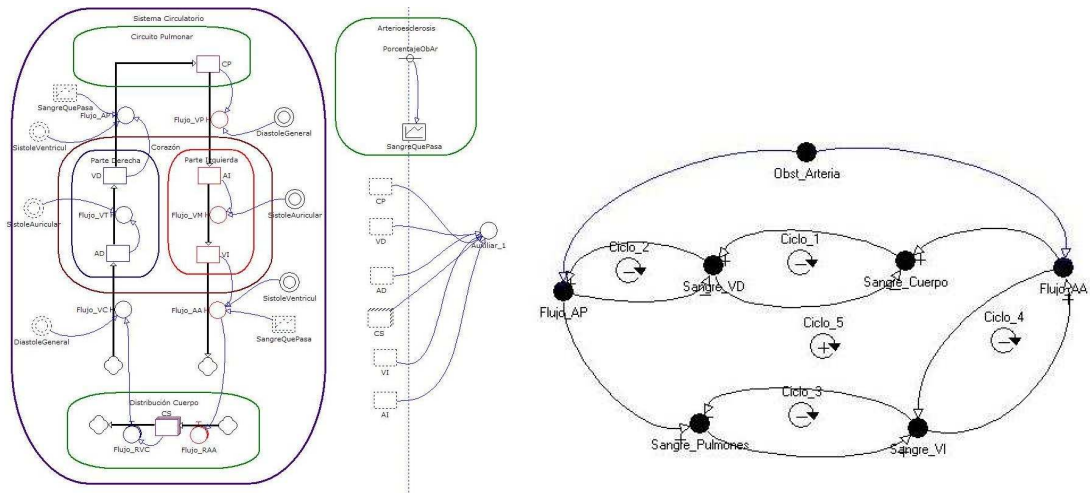 Sistema Circulatorio
Circuito Pulmonar
CP
SangreQuePasa
Flujo_AP
SistoleVentricul
Flujo_VP
DiastoleGeneral
Corazón
Parte Derecha
VD
Parte Izquierda
AI
SistoleAuricular
Flujo_VT
Flujo_VM
SistoleAuricular
AD
VI
Flujo_VC
DiastoleGeneral
Flujo_AA
SistoleVentricul
SangreQuePasa
Distribución Cuerpo
CS
Flujo_RVC
Flujo_RAA
Arterioesclerosis
PorcentajeObAr
SangreQuePasa
CP
VD
Auxiliar_1
AD
CS
VI
AI
Obst_Arteria
Ciclo_2
Ciclo_1
Flujo_AP
Sangre_VD
Sangre_Cuerpo
Flujo_AA
Ciclo_5
Ciclo_4
Ciclo_3
Sangre_Pulmones
Sangre_VI